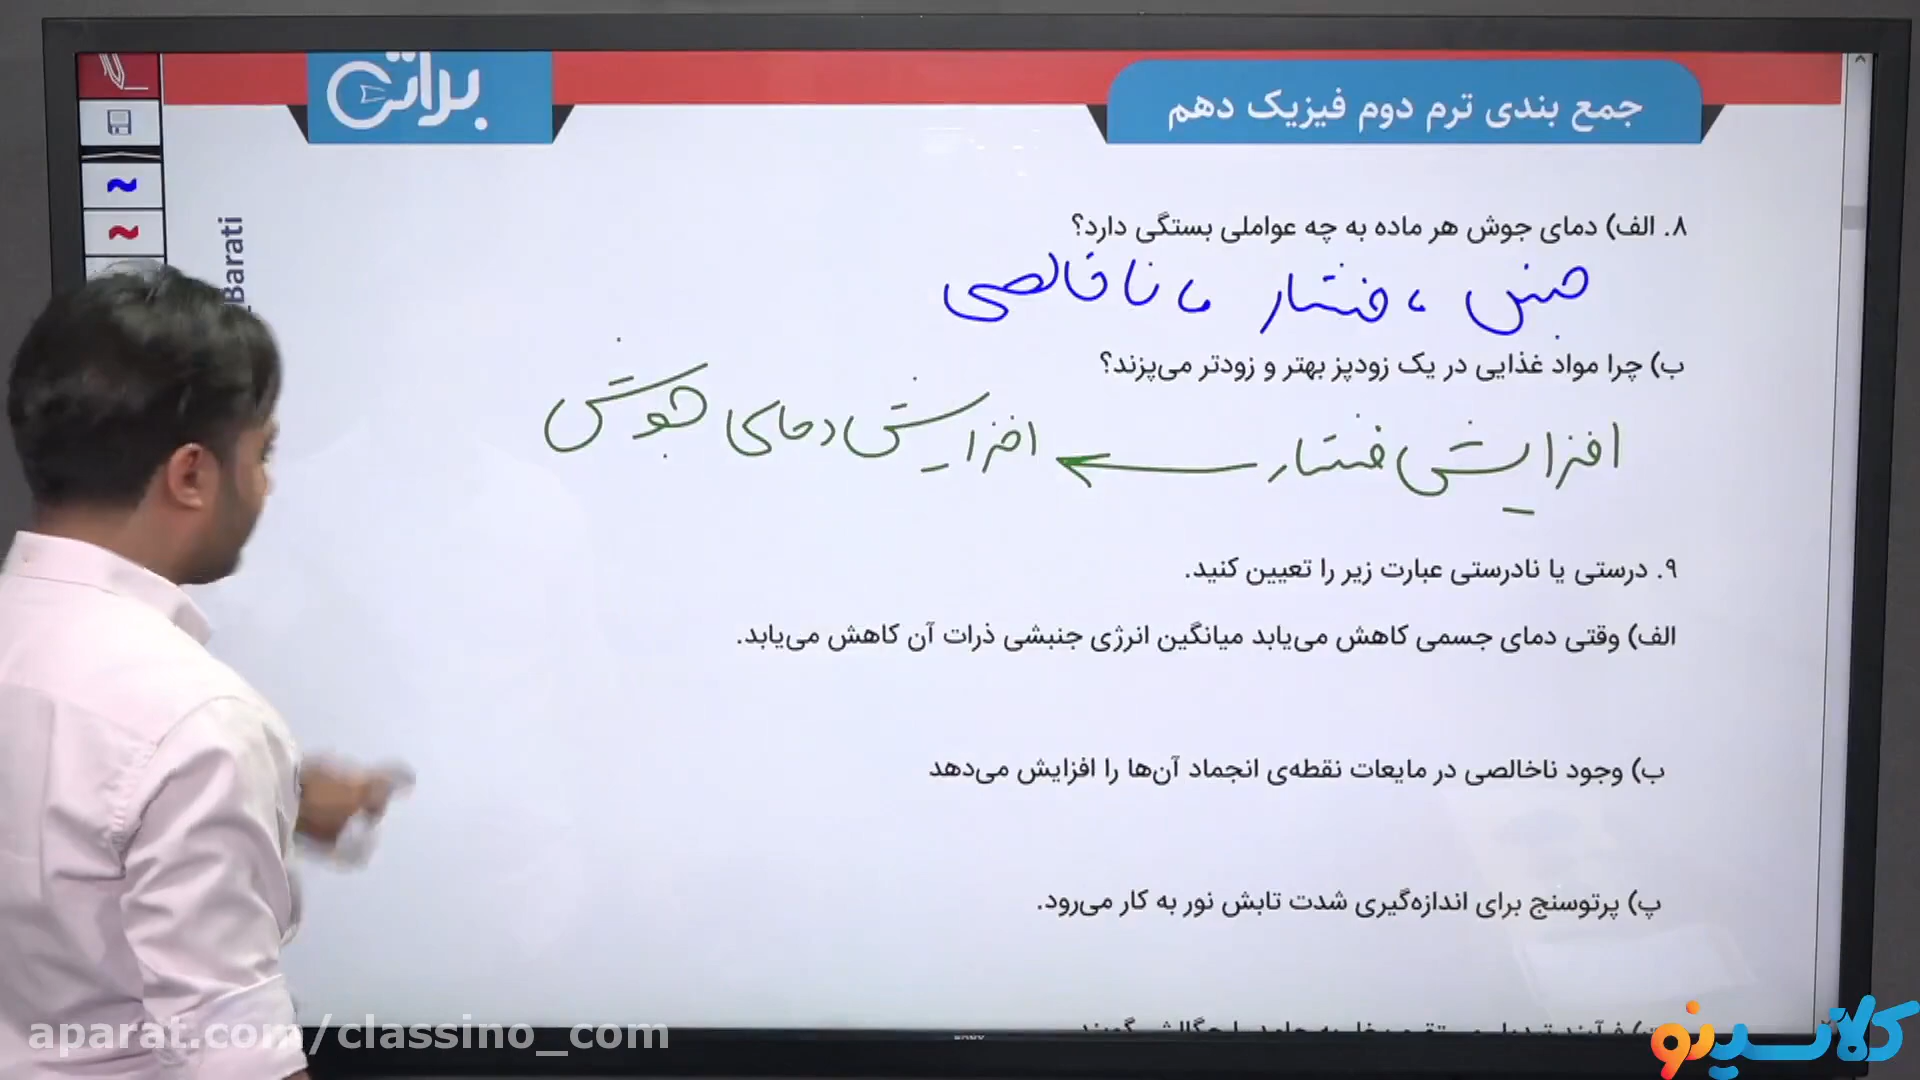 براتی
جمع بندی ترم دوم فیزیک دهم
Barati
۸. الف) دمای جوش هر ماده به چه عواملی بستگی دارد؟
جنس ، فشار ، ناخالصی
ب) چرا مواد غذایی در یک زودپز بهتر و زودتر می‌پزند؟
افزایش فشار ← افزایش دمای جوش
۹. درستی یا نادرستی عبارت زیر را تعیین کنید.
الف) وقتی دمای جسمی کاهش می‌یابد میانگین انرژی جنبشی ذرات آن کاهش می‌یابد.
ب) وجود ناخالصی در مایعات نقطه‌ی انجماد آن‌ها را افزایش می‌دهد
پ) پرتوسنج برای اندازه‌گیری شدت تابش نور به کار می‌رود.
SONY
aparat.com/classino_com
کلاسینو